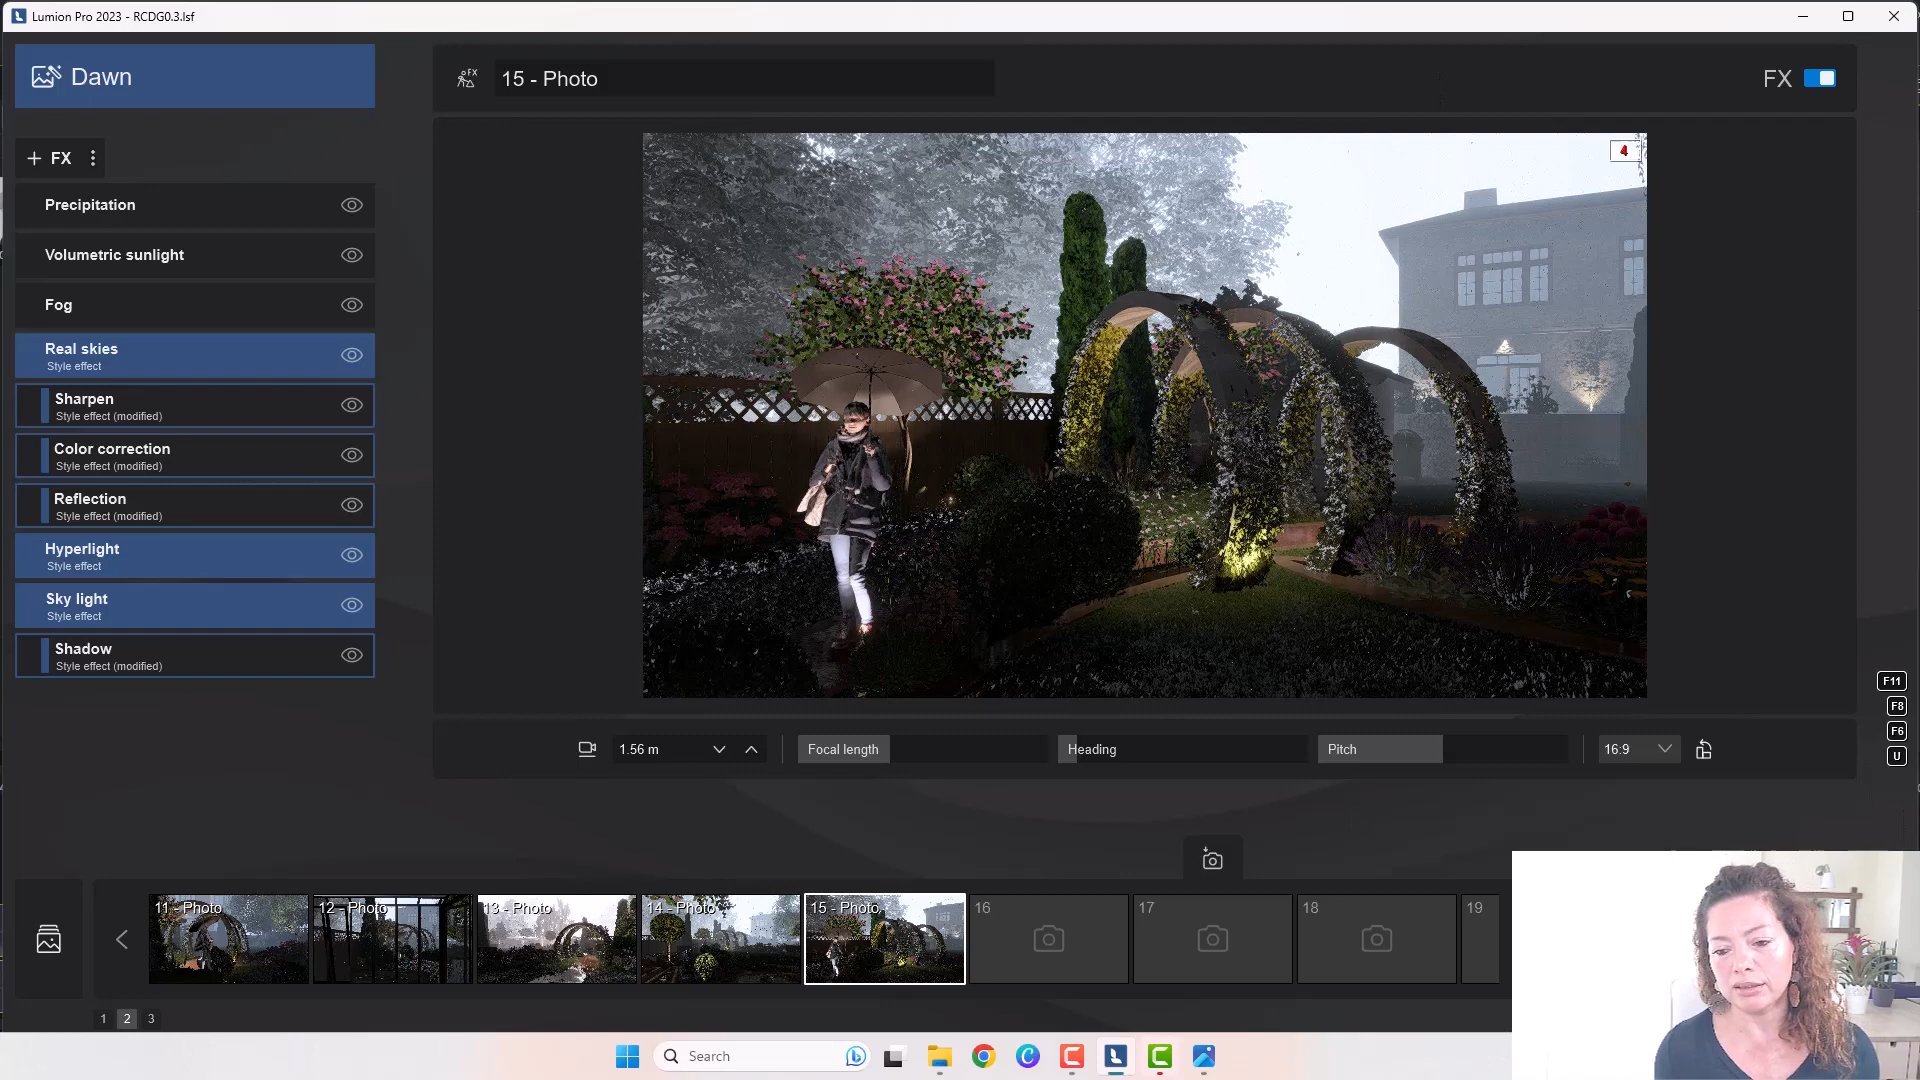 Lumion Pro 2023 - RCDG0.3.lsf
Dawn
15 - Photo
FX
FX
Precipitation
Volumetric sunlight
Fog
Real skies
Style effect
Sharpen
Style effect (modified)
Color correction
Style effect (modified)
Reflection
Style effect (modified)
Hyperlight
Style effect
Sky light
Style effect
Shadow
Style effect (modified)
4
F11
F8
F6
U
1.56 m
Focal length
Heading
Pitch
16:9
11 - Photo
12 - Photo
13 - Photo
14 - Photo
15 - Photo
16
17
18
19
1 2 3
Search